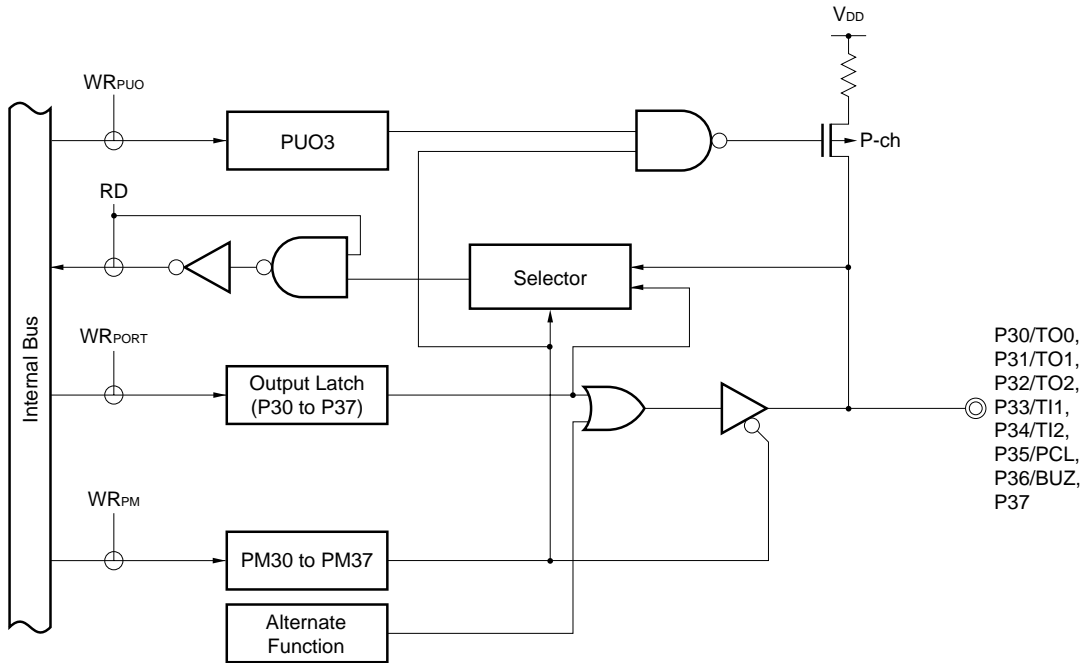 VDD
WRPUO
PUO3
P-ch
RD
Selector
Internal Bus
WRPORT
Output Latch
(P30 to P37)
P30/TO0,
P31/TO1,
P32/TO2,
P33/TI1,
P34/TI2,
P35/PCL,
P36/BUZ,
P37
WRPM
PM30 to PM37
Alternate
Function